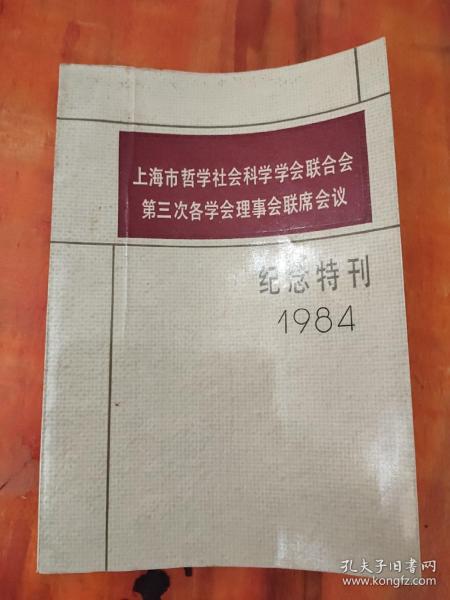 上海市哲学社会科学学会联合会
第三次各学会理事会联席会议
纪念特刊
1984
孔夫子旧书网
www.kongfz.com